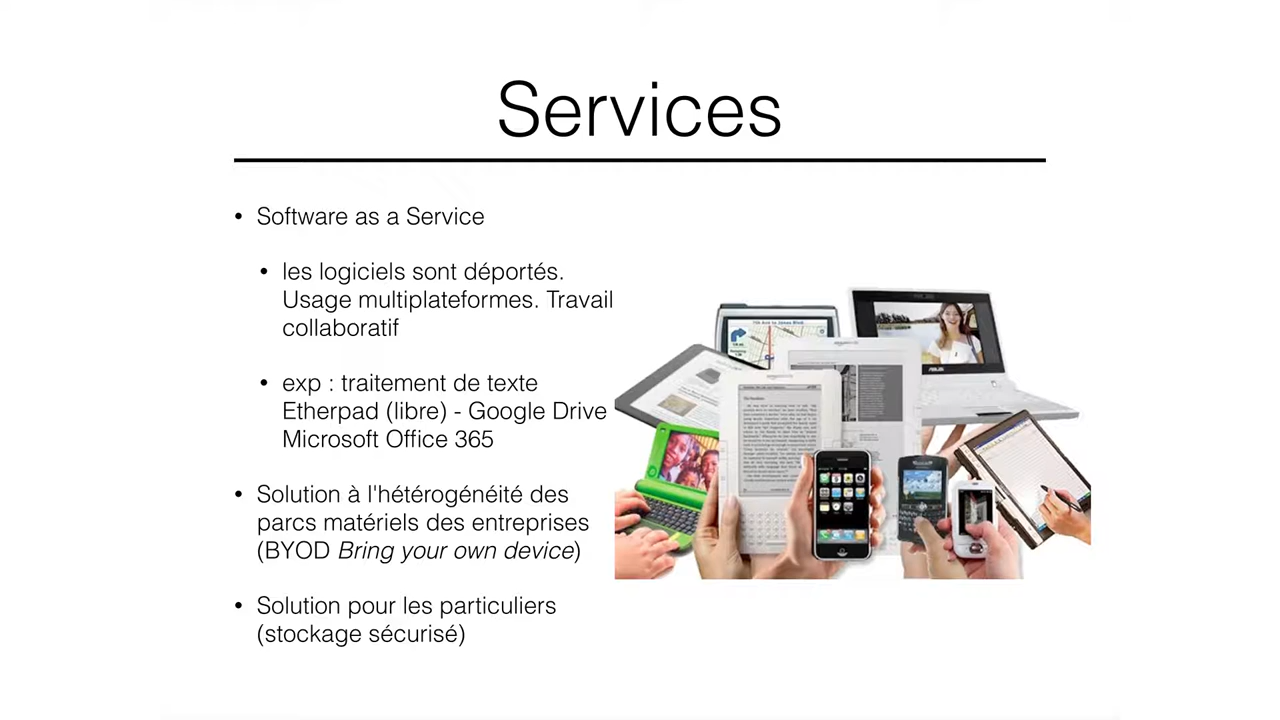 Services
• Software as a Service
• les logiciels sont déportés.
Usage multiplateformes. Travail
collaboratif
• exp : traitement de texte
Etherpad (libre) - Google Drive
Microsoft Office 365
• Solution à l'hétérogénéité des
parcs matériels des entreprises
(BYOD Bring your own device)
• Solution pour les particuliers
(stockage sécurisé)